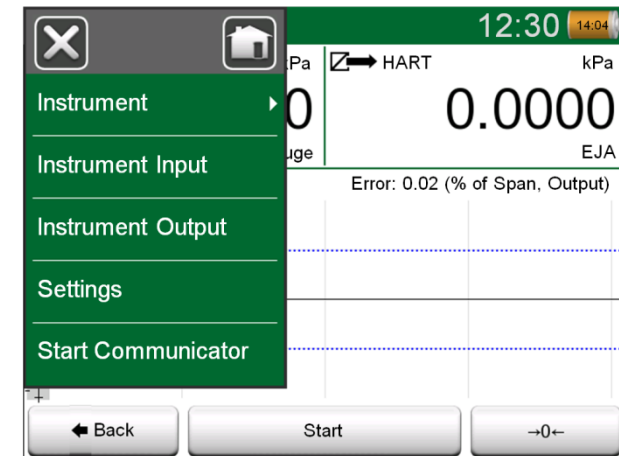 12:30 14:04
Pa HART kPa
0 0.0000
uge EJA
Error: 0.02 (% of Span, Output)
Instrument
Instrument Input
Instrument Output
Settings
Start Communicator
Back Start →0←